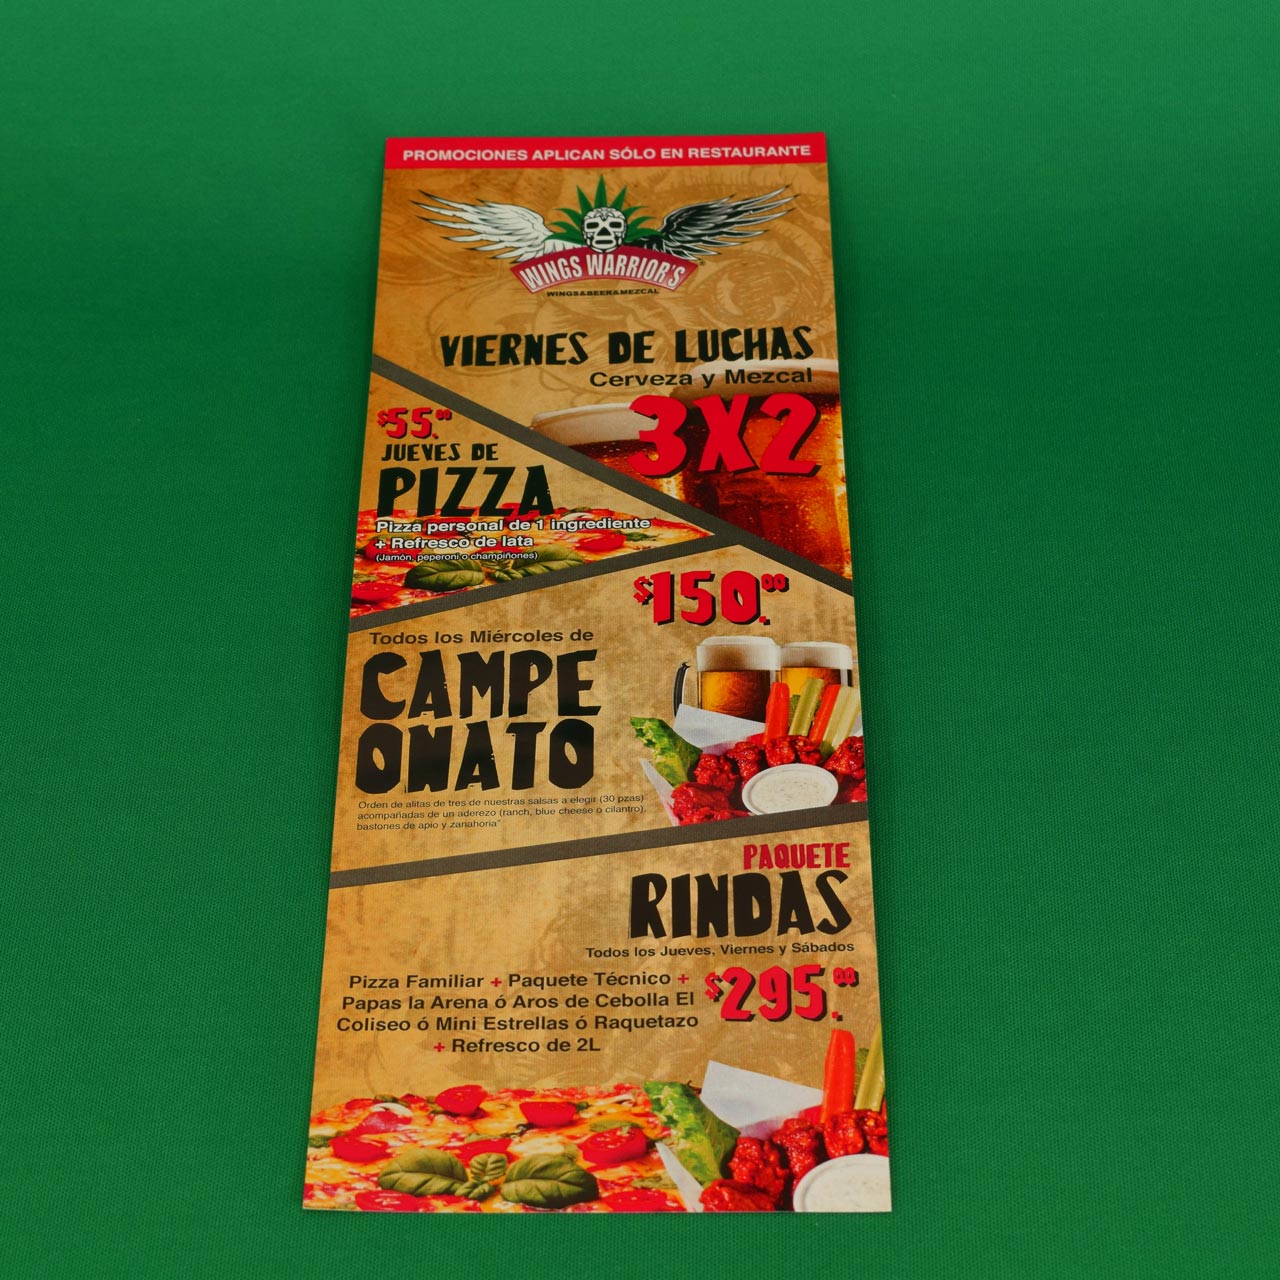 PROMOCIONES APLICAN SÓLO EN RESTAURANTE
WINGS WARRIOR'S
WINGS&BEER&MEZCAL
VIERNES DE LUCHAS
Cerveza y Mezcal
3X2
$55.00
JUEVES DE
PIZZA
Pizza personal de 1 ingrediente
+ Refresco de lata
(Jamón, peperoni o champiñones)
$150.00
Todos los Miércoles de
CAMPE
ONATO
Orden de alitas de tres de nuestras salsas a elegir (30 pzas)
acompañadas de un aderezo (ranch, blue cheese o cilantro),
bastones de apio y zanahoria"
PAQUETE
RINDAS
Todos los Jueves, Viernes y Sábados
Pizza Familiar + Paquete Técnico +
Papas la Arena ó Aros de Cebolla El
Coliseo ó Mini Estrellas ó Raquetazo
+ Refresco de 2L
$295.00